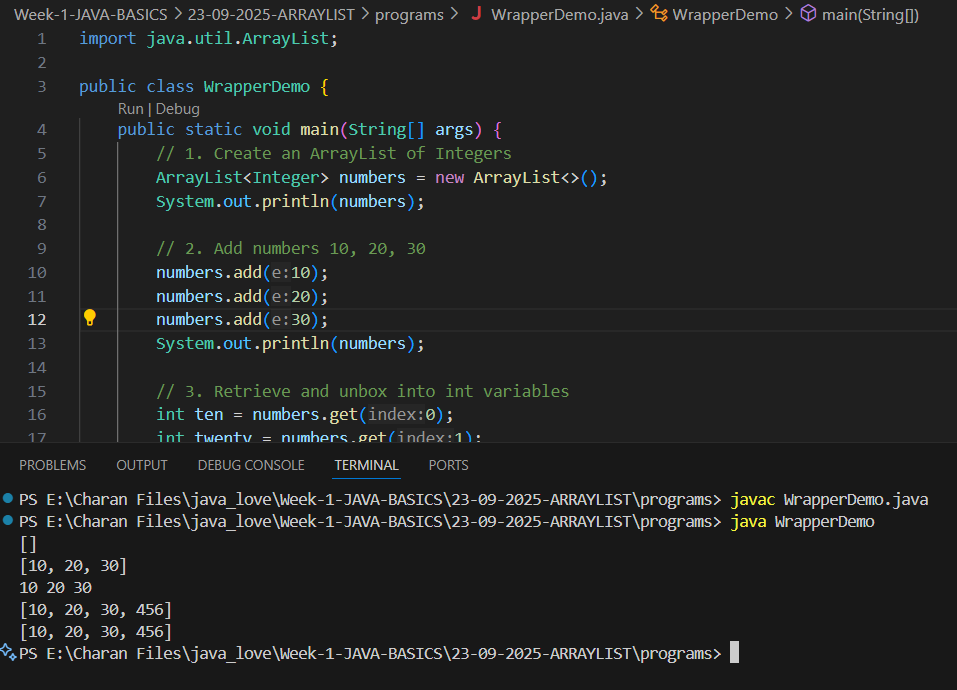 Week-1-JAVA-BASICS > 23-09-2025-ARRAYLIST > programs > J WrapperDemo.java > WrapperDemo > main(String[])
1 import java.util.ArrayList;
2
3 public class WrapperDemo {
Run | Debug
4 public static void main(String[] args) {
5 // 1. Create an ArrayList of Integers
6 ArrayList<Integer> numbers = new ArrayList<>();
7 System.out.println(numbers);
8
9 // 2. Add numbers 10, 20, 30
10 numbers.add(e:10);
11 numbers.add(e:20);
12 numbers.add(e:30);
13 System.out.println(numbers);
14
15 // 3. Retrieve and unbox into int variables
16 int ten = numbers.get(index:0);
17 int twenty = numbers.get(index:1);
PROBLEMS OUTPUT DEBUG CONSOLE TERMINAL PORTS
PS E:\Charan Files\java_love\Week-1-JAVA-BASICS\23-09-2025-ARRAYLIST\programs> javac WrapperDemo.java
PS E:\Charan Files\java_love\Week-1-JAVA-BASICS\23-09-2025-ARRAYLIST\programs> java WrapperDemo
[]
[10, 20, 30]
10 20 30
[10, 20, 30, 456]
[10, 20, 30, 456]
PS E:\Charan Files\java_love\Week-1-JAVA-BASICS\23-09-2025-ARRAYLIST\programs>